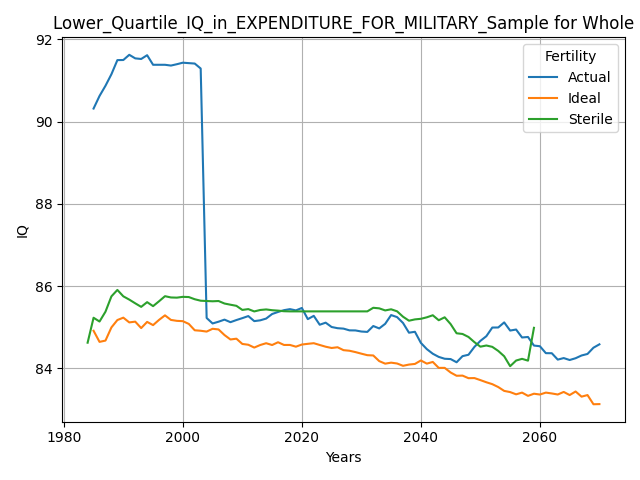 Lower_Quartile_IQ_in_EXPENDITURE_FOR_MILITARY_Sample for Whole
92
90
88
86
84
IQ
Fertility
Actual
Ideal
Sterile
1980 2000 2020 2040 2060
Years